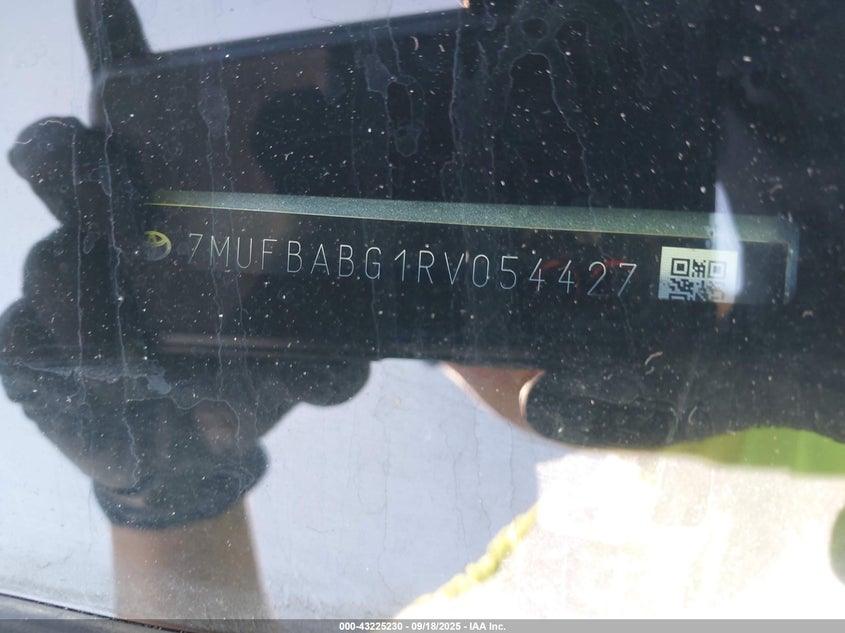 7MUFBABG1RV054427
000-43225230 - 09/18/2025 - IAA Inc.